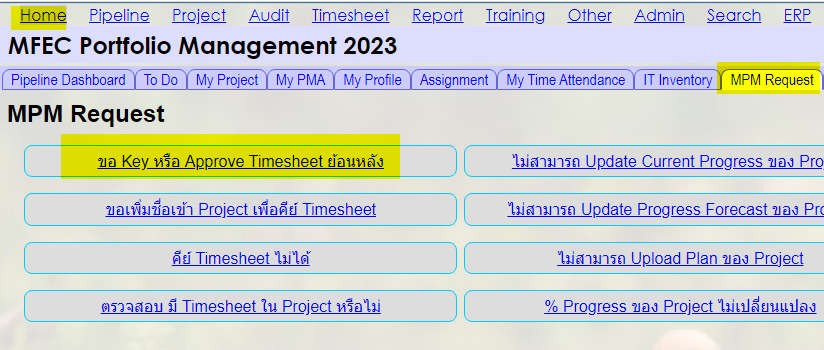 Home Pipeline Project Audit Timesheet Report Training Other Admin Search ERP
MFEC Portfolio Management 2023
Pipeline Dashboard To Do My Project My PMA My Profile Assignment My Time Attendance IT Inventory MPM Request
MPM Request
ขอ Key หรือ Approve Timesheet ย้อนหลัง ไม่สามารถ Update Current Progress ของ
ขอเพิ่มชื่อเข้า Project เพื่อคีย์ Timesheet ไม่สามารถ Update Progress Forecast ของ
คีย์ Timesheet ไม่ได้ ไม่สามารถ Upload Plan ของ Project
ตรวจสอบ มี Timesheet ใน Project หรือไม่ % Progress ของ Project ไม่เปลี่ยนแปลง